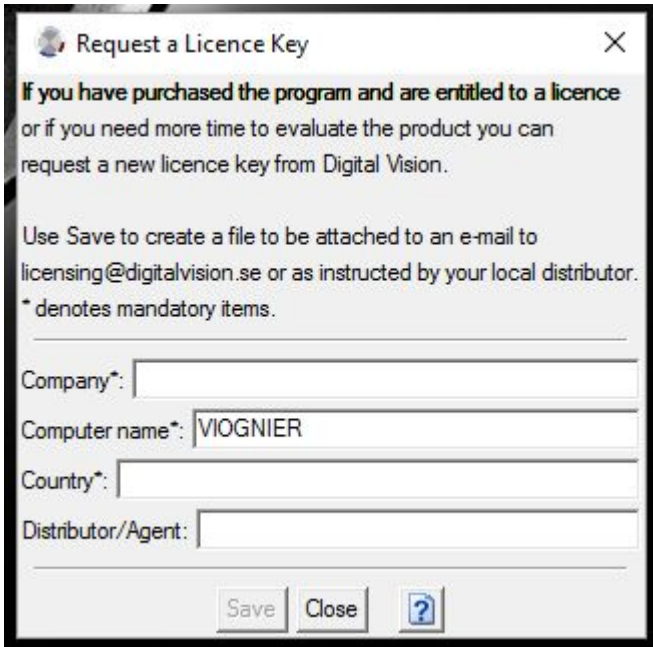 Request a Licence Key
If you have purchased the program and are entitled to a licence
or if you need more time to evaluate the product you can
request a new licence key from Digital Vision.
Use Save to create a file to be attached to an e-mail to
licensing@digitalvision.se or as instructed by your local distributor.
* denotes mandatory items.
Company*:
Computer name*: VIOGNIER
Country*:
Distributor/Agent:
Save Close ?